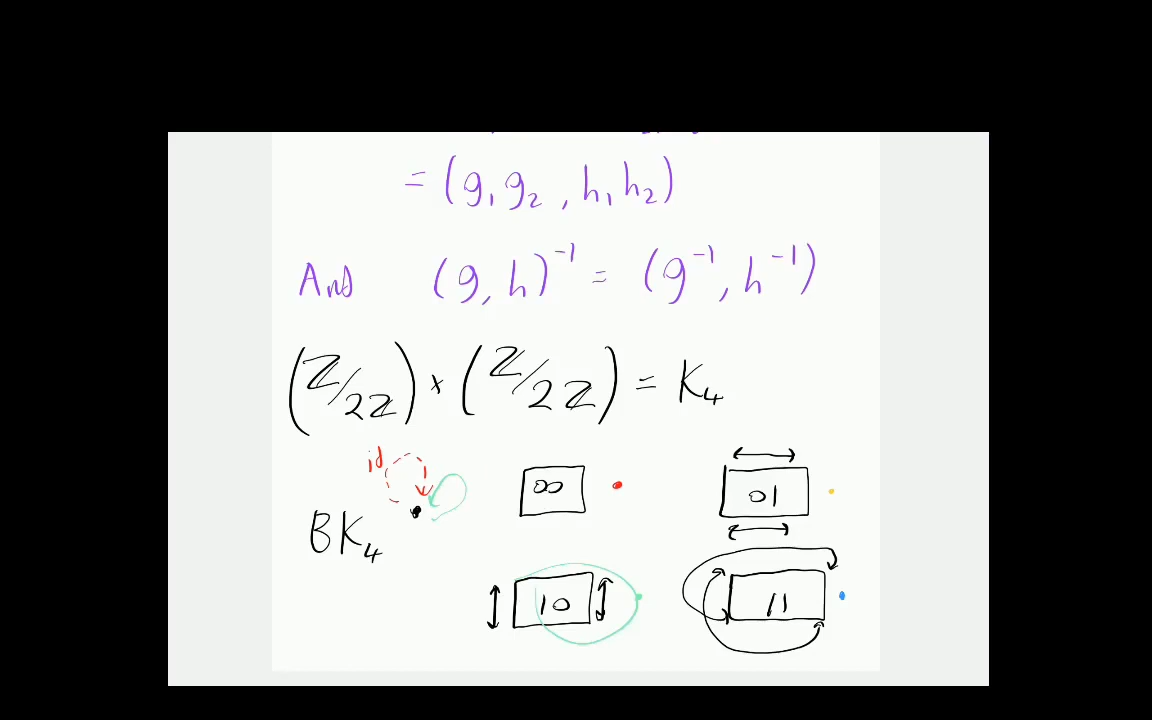 = (g₁g₂, h₁h₂)
And (g, h)⁻¹ = (g⁻¹, h⁻¹)
(ℤ/2ℤ) × (ℤ/2ℤ) = K₄
id
00 01
BK₄
10 11